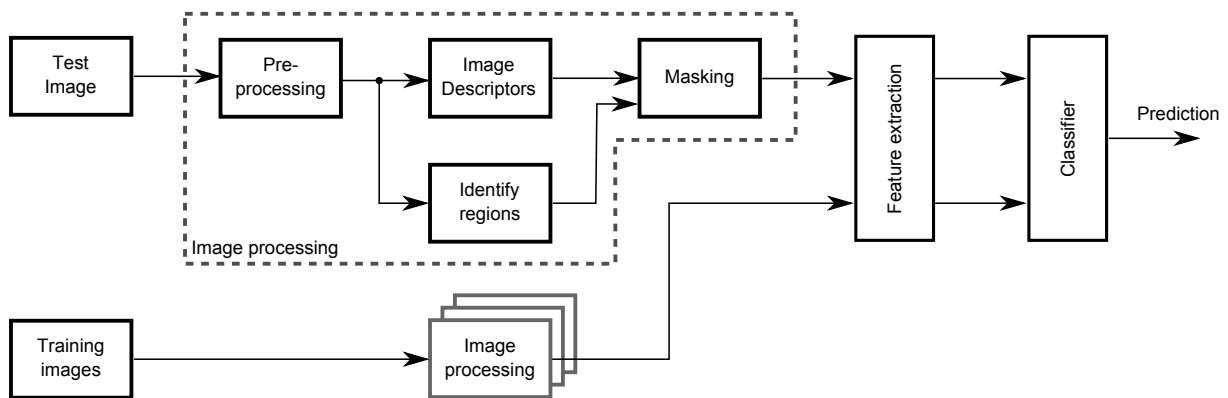 Test
Image
Pre-
processing
Image
Descriptors
Masking
Identify
regions
Image processing
Feature extraction
Classifier
Prediction
Training
images
Image
processing